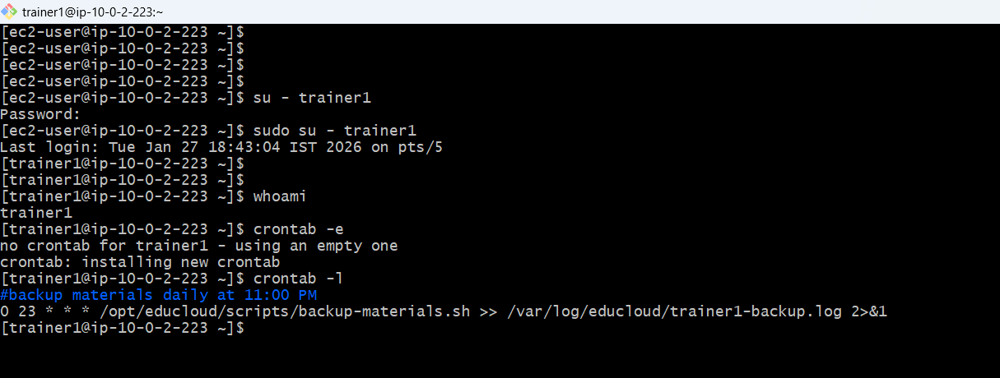 trainer1@ip-10-0-2-223:~
[ec2-user@ip-10-0-2-223 ~]$
[ec2-user@ip-10-0-2-223 ~]$
[ec2-user@ip-10-0-2-223 ~]$
[ec2-user@ip-10-0-2-223 ~]$
[ec2-user@ip-10-0-2-223 ~]$ su - trainer1
Password:
[ec2-user@ip-10-0-2-223 ~]$ sudo su - trainer1
Last login: Tue Jan 27 18:43:04 IST 2026 on pts/5
[trainer1@ip-10-0-2-223 ~]$
[trainer1@ip-10-0-2-223 ~]$
[trainer1@ip-10-0-2-223 ~]$ whoami
trainer1
[trainer1@ip-10-0-2-223 ~]$ crontab -e
no crontab for trainer1 - using an empty one
crontab: installing new crontab
[trainer1@ip-10-0-2-223 ~]$ crontab -l
#backup materials daily at 11:00 PM
0 23 * * * /opt/educloud/scripts/backup-materials.sh >> /var/log/educloud/trainer1-backup.log 2>&1
[trainer1@ip-10-0-2-223 ~]$